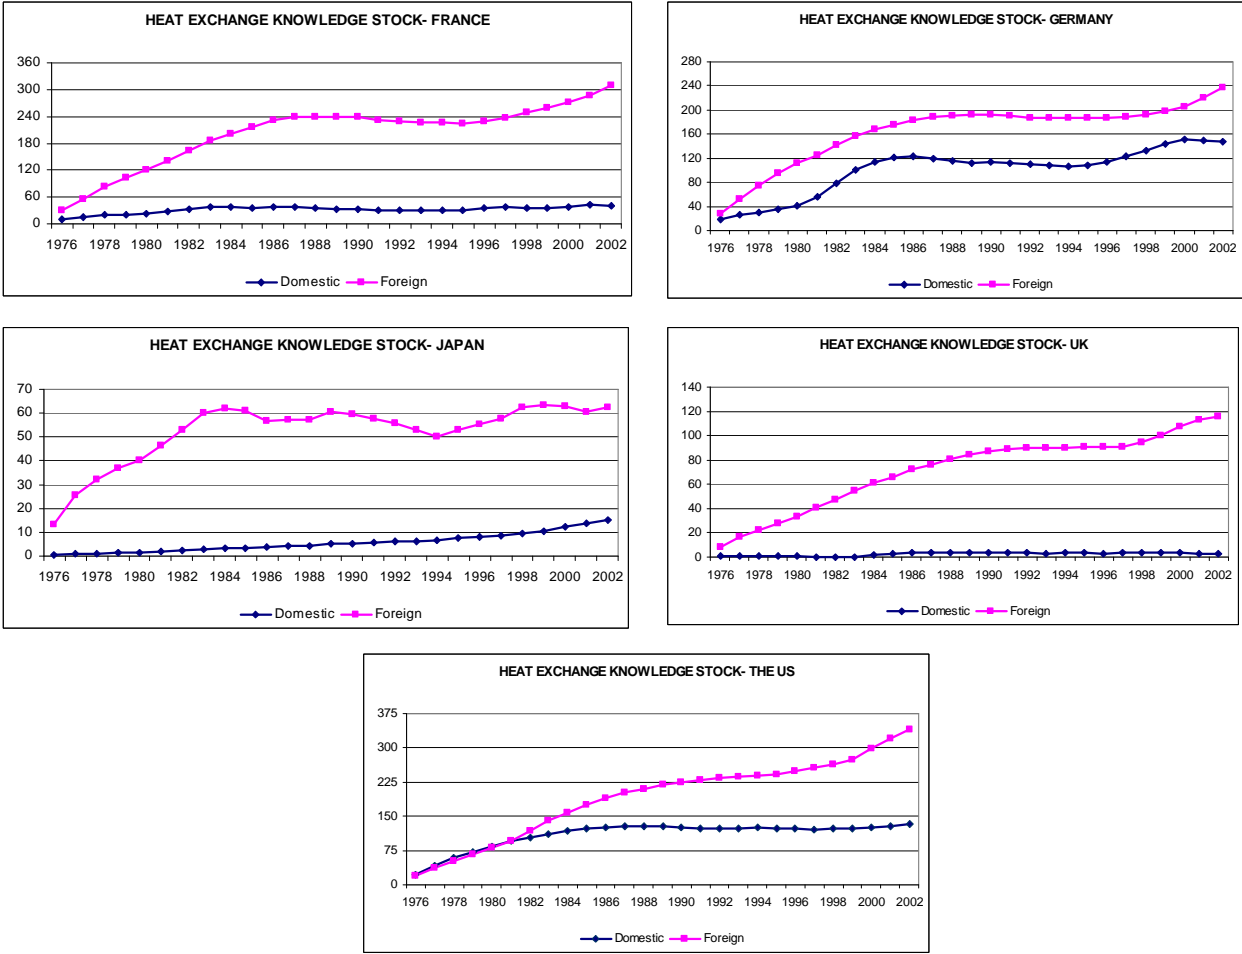 HEAT EXCHANGE KNOWLEDGE STOCK- FRANCE
360
300
240
180
120
60
0
1976 1978 1980 1982 1984 1986 1988 1990 1992 1994 1996 1998 2000 2002
Domestic Foreign
HEAT EXCHANGE KNOWLEDGE STOCK- GERMANY
280
240
200
160
120
80
40
0
1976 1978 1980 1982 1984 1986 1988 1990 1992 1994 1996 1998 2000 2002
Domestic Foreign
HEAT EXCHANGE KNOWLEDGE STOCK- JAPAN
70
60
50
40
30
20
10
0
1976 1978 1980 1982 1984 1986 1988 1990 1992 1994 1996 1998 2000 2002
Domestic Foreign
HEAT EXCHANGE KNOWLEDGE STOCK- UK
140
120
100
80
60
40
20
0
1976 1978 1980 1982 1984 1986 1988 1990 1992 1994 1996 1998 2000 2002
Domestic Foreign
HEAT EXCHANGE KNOWLEDGE STOCK- THE US
375
300
225
150
75
0
1976 1978 1980 1982 1984 1986 1988 1990 1992 1994 1996 1998 2000 2002
Domestic Foreign